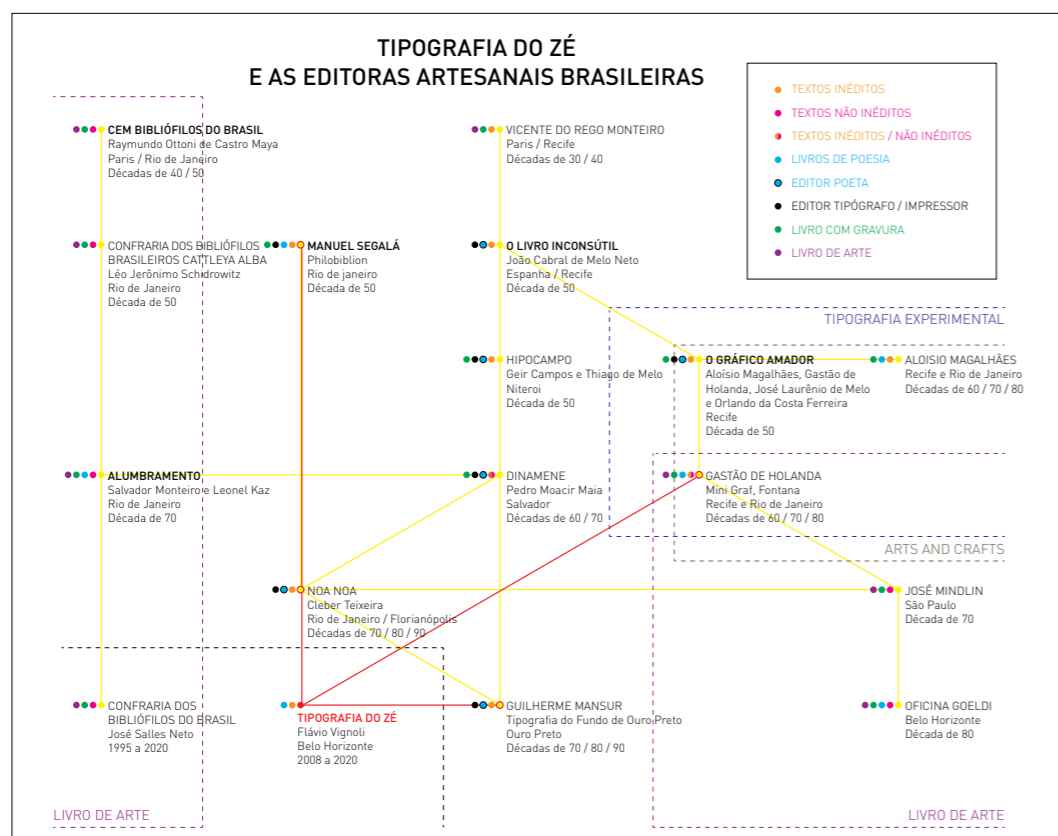 TIPOGRAFIA DO ZÉ
E AS EDITORAS ARTESANAIS BRASILEIRAS
TEXTOS INÉDITOS
TEXTOS NÃO INÉDITOS
TEXTOS INÉDITOS / NÃO INÉDITOS
LIVROS DE POESIA
EDITOR POETA
EDITOR TIPÓGRAFO / IMPRESSOR
LIVRO COM GRAVURA
LIVRO DE ARTE
CEM BIBLIÓFILOS DO BRASIL
Raymundo Ottoni de Castro Maya
Paris / Rio de Janeiro
Décadas de 40 / 50
VICENTE DO REGO MONTEIRO
Paris / Recife
Décadas de 30 / 40
CONFRARIA DOS BIBLIÓFILOS
BRASILEIROS CATTLEYA ALBA
Léo Jerônimo Schidrowitz
Rio de Janeiro
Década de 50
MANUEL SEGALÁ
Philobiblion
Rio de janeiro
Década de 50
O LIVRO INCONSÚTIL
João Cabral de Melo Neto
Espanha / Recife
Década de 50
TIPOGRAFIA EXPERIMENTAL
HIPOCAMPO
Geir Campos e Thiago de Melo
Niteroi
Década de 50
O GRÁFICO AMADOR
Aloísio Magalhães, Gastão de
Holanda, José Laurênio de Melo
e Orlando da Costa Ferreira
Recife
Década de 50
ALOISIO MAGALHÃES
Recife e Rio de Janeiro
Décadas de 60 / 70 / 80
ALUMBRAMENTO
Salvador Monteiro e Leonel Kaz
Rio de Janeiro
Década de 70
DINAMENE
Pedro Moacir Maia
Salvador
Décadas de 60 / 70
GASTÃO DE HOLANDA
Mini Graf, Fontana
Recife e Rio de Janeiro
Décadas de 60 / 70 / 80
ARTS AND CRAFTS
NOA NOA
Cleber Teixeira
Rio de Janeiro / Florianópolis
Décadas de 70 / 80 / 90
JOSÉ MINDLIN
São Paulo
Década de 70
CONFRARIA DOS
BIBLIÓFILOS DO BRASIL
José Salles Neto
1995 a 2020
TIPOGRAFIA DO ZÉ
Flávio Vignoli
Belo Horizonte
2008 a 2020
GUILHERME MANSUR
Tipografia do Fundo de Ouro Preto
Ouro Preto
Décadas de 70 / 80 / 90
OFICINA GOELDI
Belo Horizonte
Década de 80
LIVRO DE ARTE
LIVRO DE ARTE